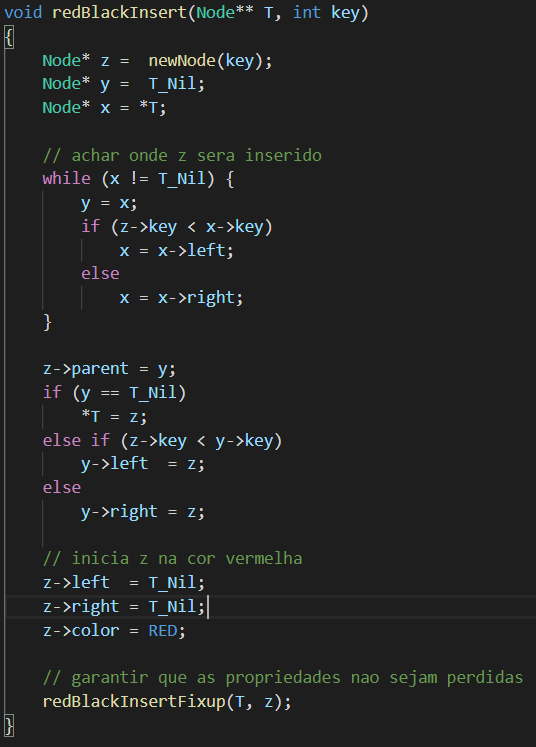 void redBlackInsert(Node** T, int key)
{
    Node* z =  newNode(key);
    Node* y =  T_Nil;
    Node* x = *T;

    // achar onde z sera inserido
    while (x != T_Nil) {
        y = x;
        if (z->key < x->key)
            x = x->left;
        else
            x = x->right;
    }

    z->parent = y;
    if (y == T_Nil)
        *T = z;
    else if (z->key < y->key)
        y->left  = z;
    else
        y->right = z;

    // inicia z na cor vermelha
    z->left  = T_Nil;
    z->right = T_Nil;
    z->color = RED;

    // garantir que as propriedades nao sejam perdidas
    redBlackInsertFixup(T, z);
}